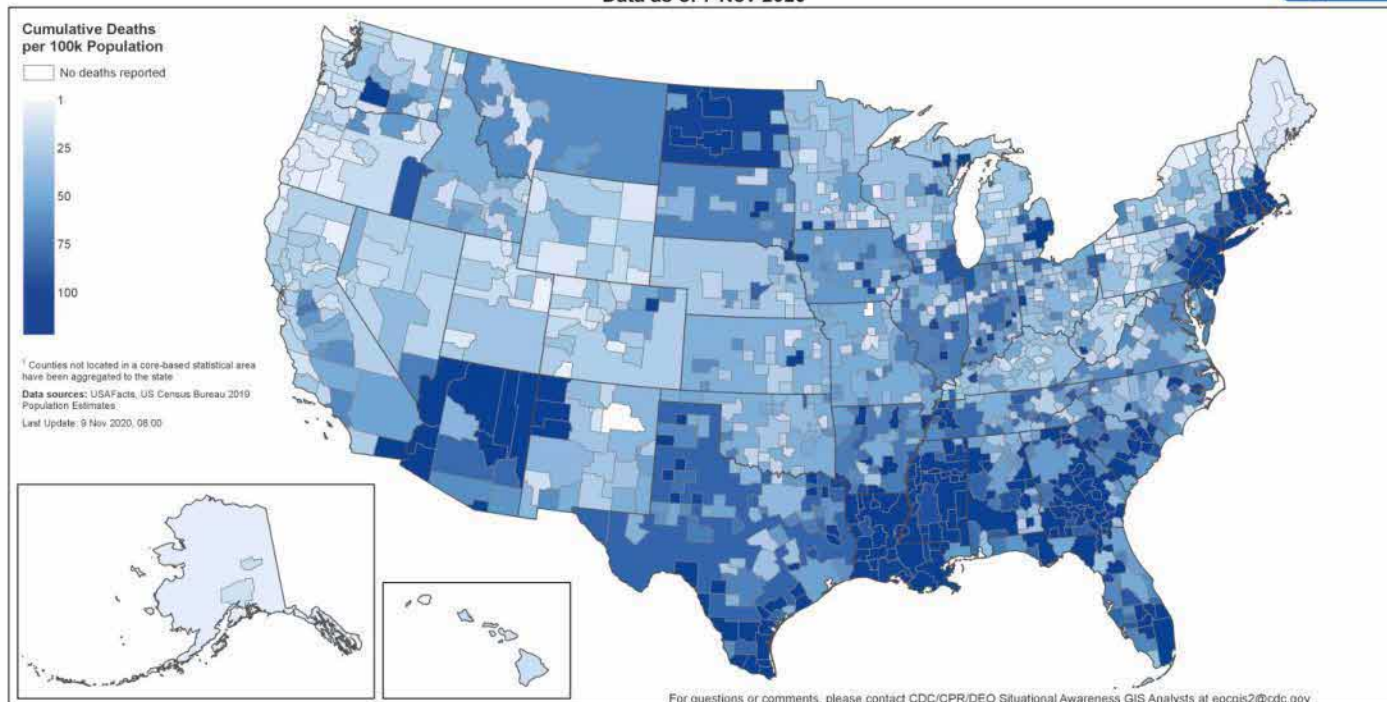 Cumulative Deaths
per 100k Population
No deaths reported
1
25
50
75
100
¹ Counties not located in a core-based statistical area
have been aggregated to the state
Data sources: USAFacts, US Census Bureau 2019
Population Estimates
Last Update: 9 Nov 2020, 08:00
For questions or comments, please contact CDC/CPR/DEO Situational Awareness GIS Analysts at eocgis2@cdc.gov